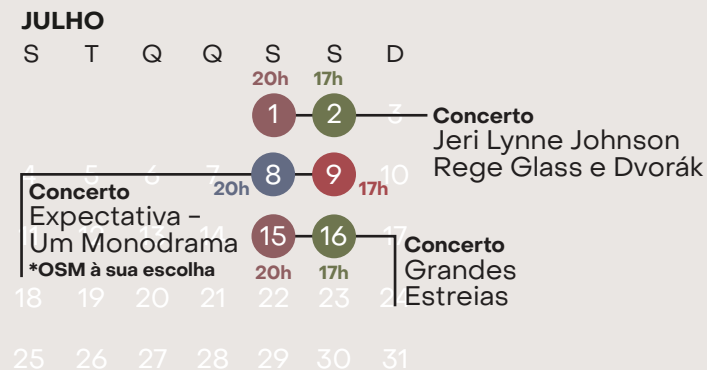 JULHO
S T Q Q S S D
20h 17h
1 2 3
Concerto
Jeri Lynne Johnson
Rege Glass e Dvorák
4 5 6 7 8 9 10
20h 17h
Concerto
Expectativa –
Um Monodrama
*OSM à sua escolha
11 12 13 14 15 16 17
20h 17h
Concerto
Grandes
Estreias
18 19 20 21 22 23 24
25 26 27 28 29 30 31